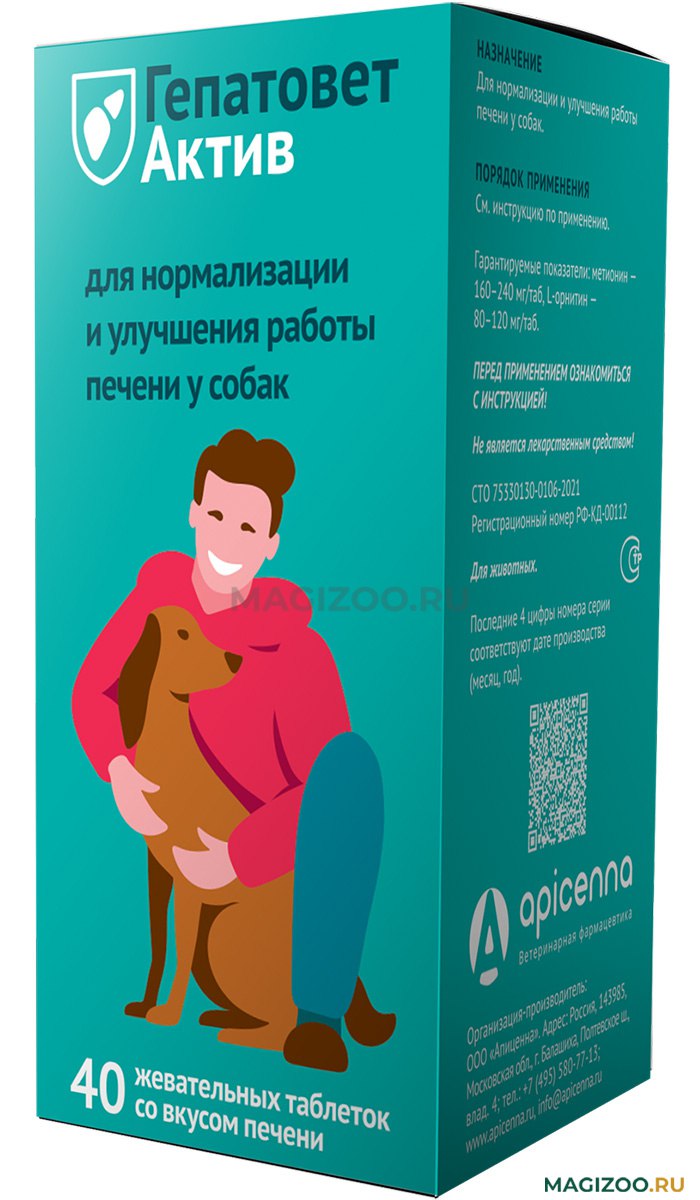 Гепатовет
Актив
для нормализации
и улучшения работы
печени у собак
40 жевательных таблеток
со вкусом печени
НАЗНАЧЕНИЕ
Для нормализации и улучшения работы
печени у собак.
ПОРЯДОК ПРИМЕНЕНИЯ
См. инструкцию по применению.
Гарантируемые показатели: метионин —
160–240 мг/таб, L-орнитин —
80–120 мг/таб.
ПЕРЕД ПРИМЕНЕНИЕМ ОЗНАКОМИТЬСЯ
С ИНСТРУКЦИЕЙ!
Не является лекарственным средством!
СТО 75330130-0106-2021
Регистрационный номер РФ-КД-00112
Для животных.
СТР
Последние 4 цифры номера серии
соответствуют дате производства
(месяц, год).
apicenna
Ветеринарная фармацевтика
Организация-производитель:
ООО «Апиценна». Адрес: Россия, 143985,
Московская обл., г. Балашиха, Полтевское ш.,
влад. 4; тел.: +7 (495) 580-77-13;
www.apicenna.ru, info@apicenna.ru
MAGIZOO.RU
MAGIZOO.RU